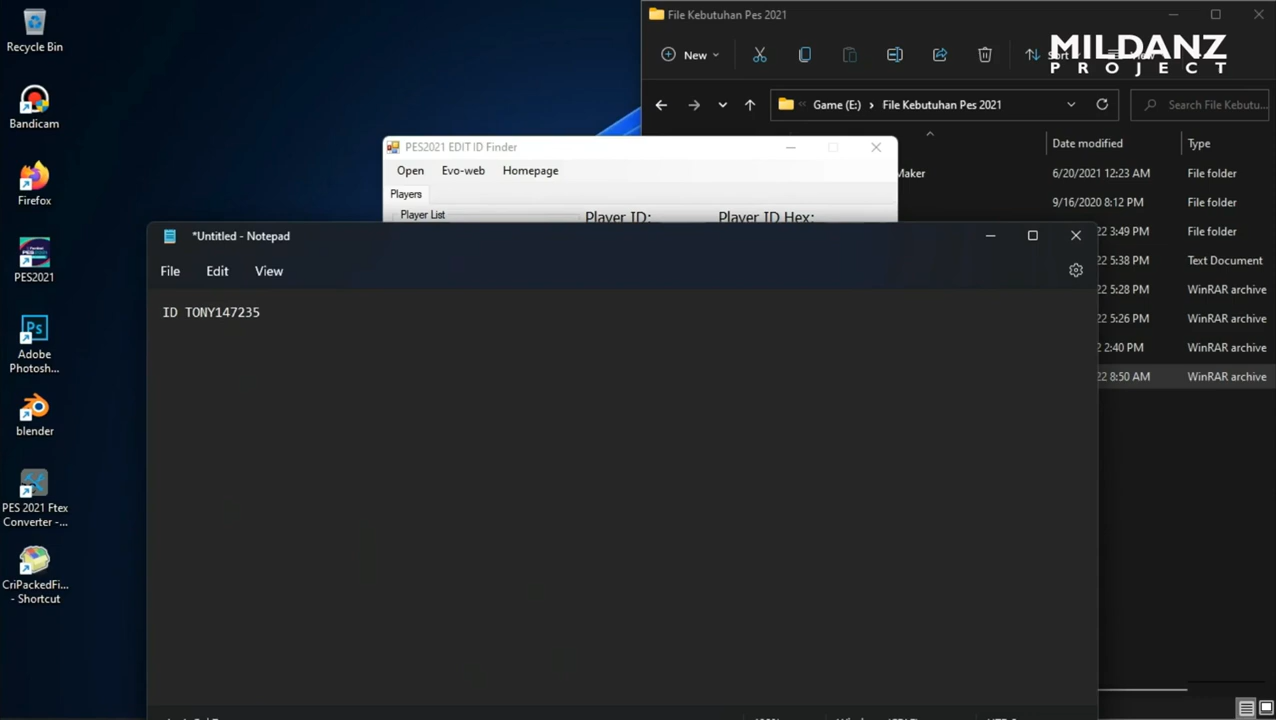 Recycle Bin
Bandicam
Firefox
PES2021
Adobe
Photosh...
blender
PES 2021 Ftex
Converter -...
CriPackedFi...
- Shortcut
File Kebutuhan Pes 2021
New
MILDANZ
PROJECT
Game (E:) › File Kebutuhan Pes 2021
Search File Kebutu...
Date modified
Type
Maker
6/20/2021 12:23 AM
File folder
9/16/2020 8:12 PM
File folder
22 3:49 PM
File folder
22 5:38 PM
Text Document
22 5:28 PM
WinRAR archive
22 5:26 PM
WinRAR archive
2 2:40 PM
WinRAR archive
22 8:50 AM
WinRAR archive
PES2021 EDIT ID Finder
Open Evo-web Homepage
Players
Player List
Player ID:
Player ID Hex:
*Untitled - Notepad
File Edit View
ID TONY147235